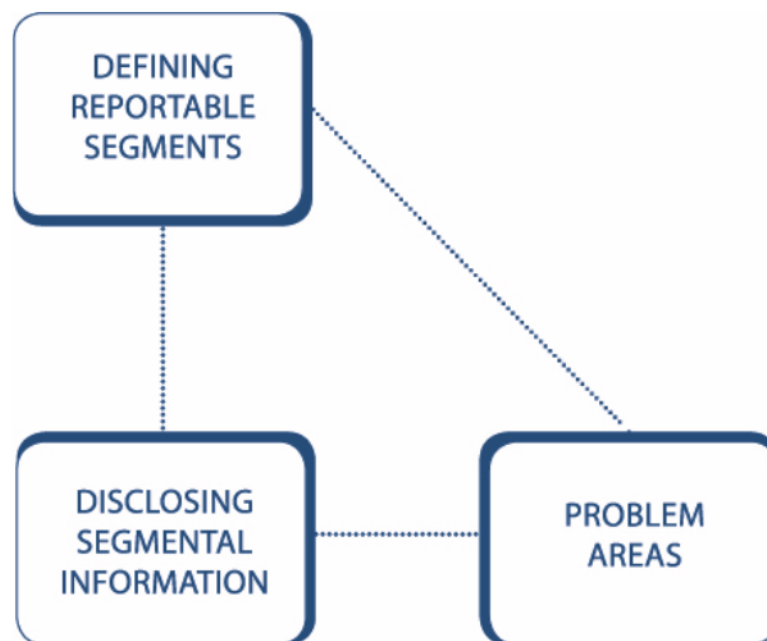 DEFINING
REPORTABLE
SEGMENTS
DISCLOSING
SEGMENTAL
INFORMATION
PROBLEM
AREAS